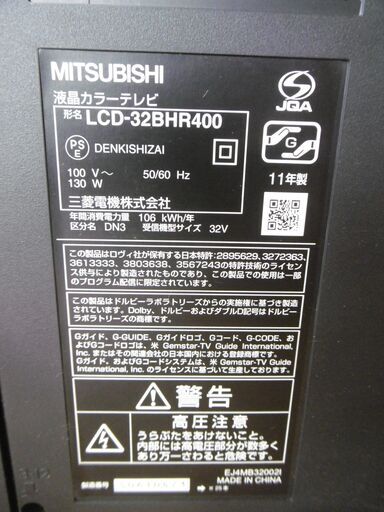 MITSUBISHI
液晶カラーテレビ
形名 LCD-32BHR400
JQA
PS
E
DENKISHIZAI
G
100 V〜 50/60 Hz
130 W
11年製
三菱電機株式会社
年間消費電力量 106 kWh/年
区分名 DN3 受信機型サイズ 32V
この製品はロヴィ社が保有する日本特許:2895629, 3272363,
3613333, 3803638, 3567243の特許技術のライセン
ス供与により製造されたものであり、この製品での使用は一部
のプログラム配信に限られています。
この製品はドルビーラボラトリーズからの実施権に基づき製造
されています。Dolby、ドルビーおよびダブルD記号はドルビー
ラボラトリーズの商標です。
Gガイド、G-GUIDE、Gガイドロゴ、Gコード、G-CODE、お
よびGコードロゴは、米 Gemstar-TV Guide International,
Inc. またはその関連会社の日本国内における登録商標です。
Gガイド、およびGコードシステムは、米 Gemstar-TV Guide
International, Inc. のライセンスに基づいて生産しています。
警告
高圧注意
うらぶたをあけないこと。
内部には高電圧部分が数多く
あり万一さわると危険です。
製造番号
EJ4MB32002I
MADE IN CHINA